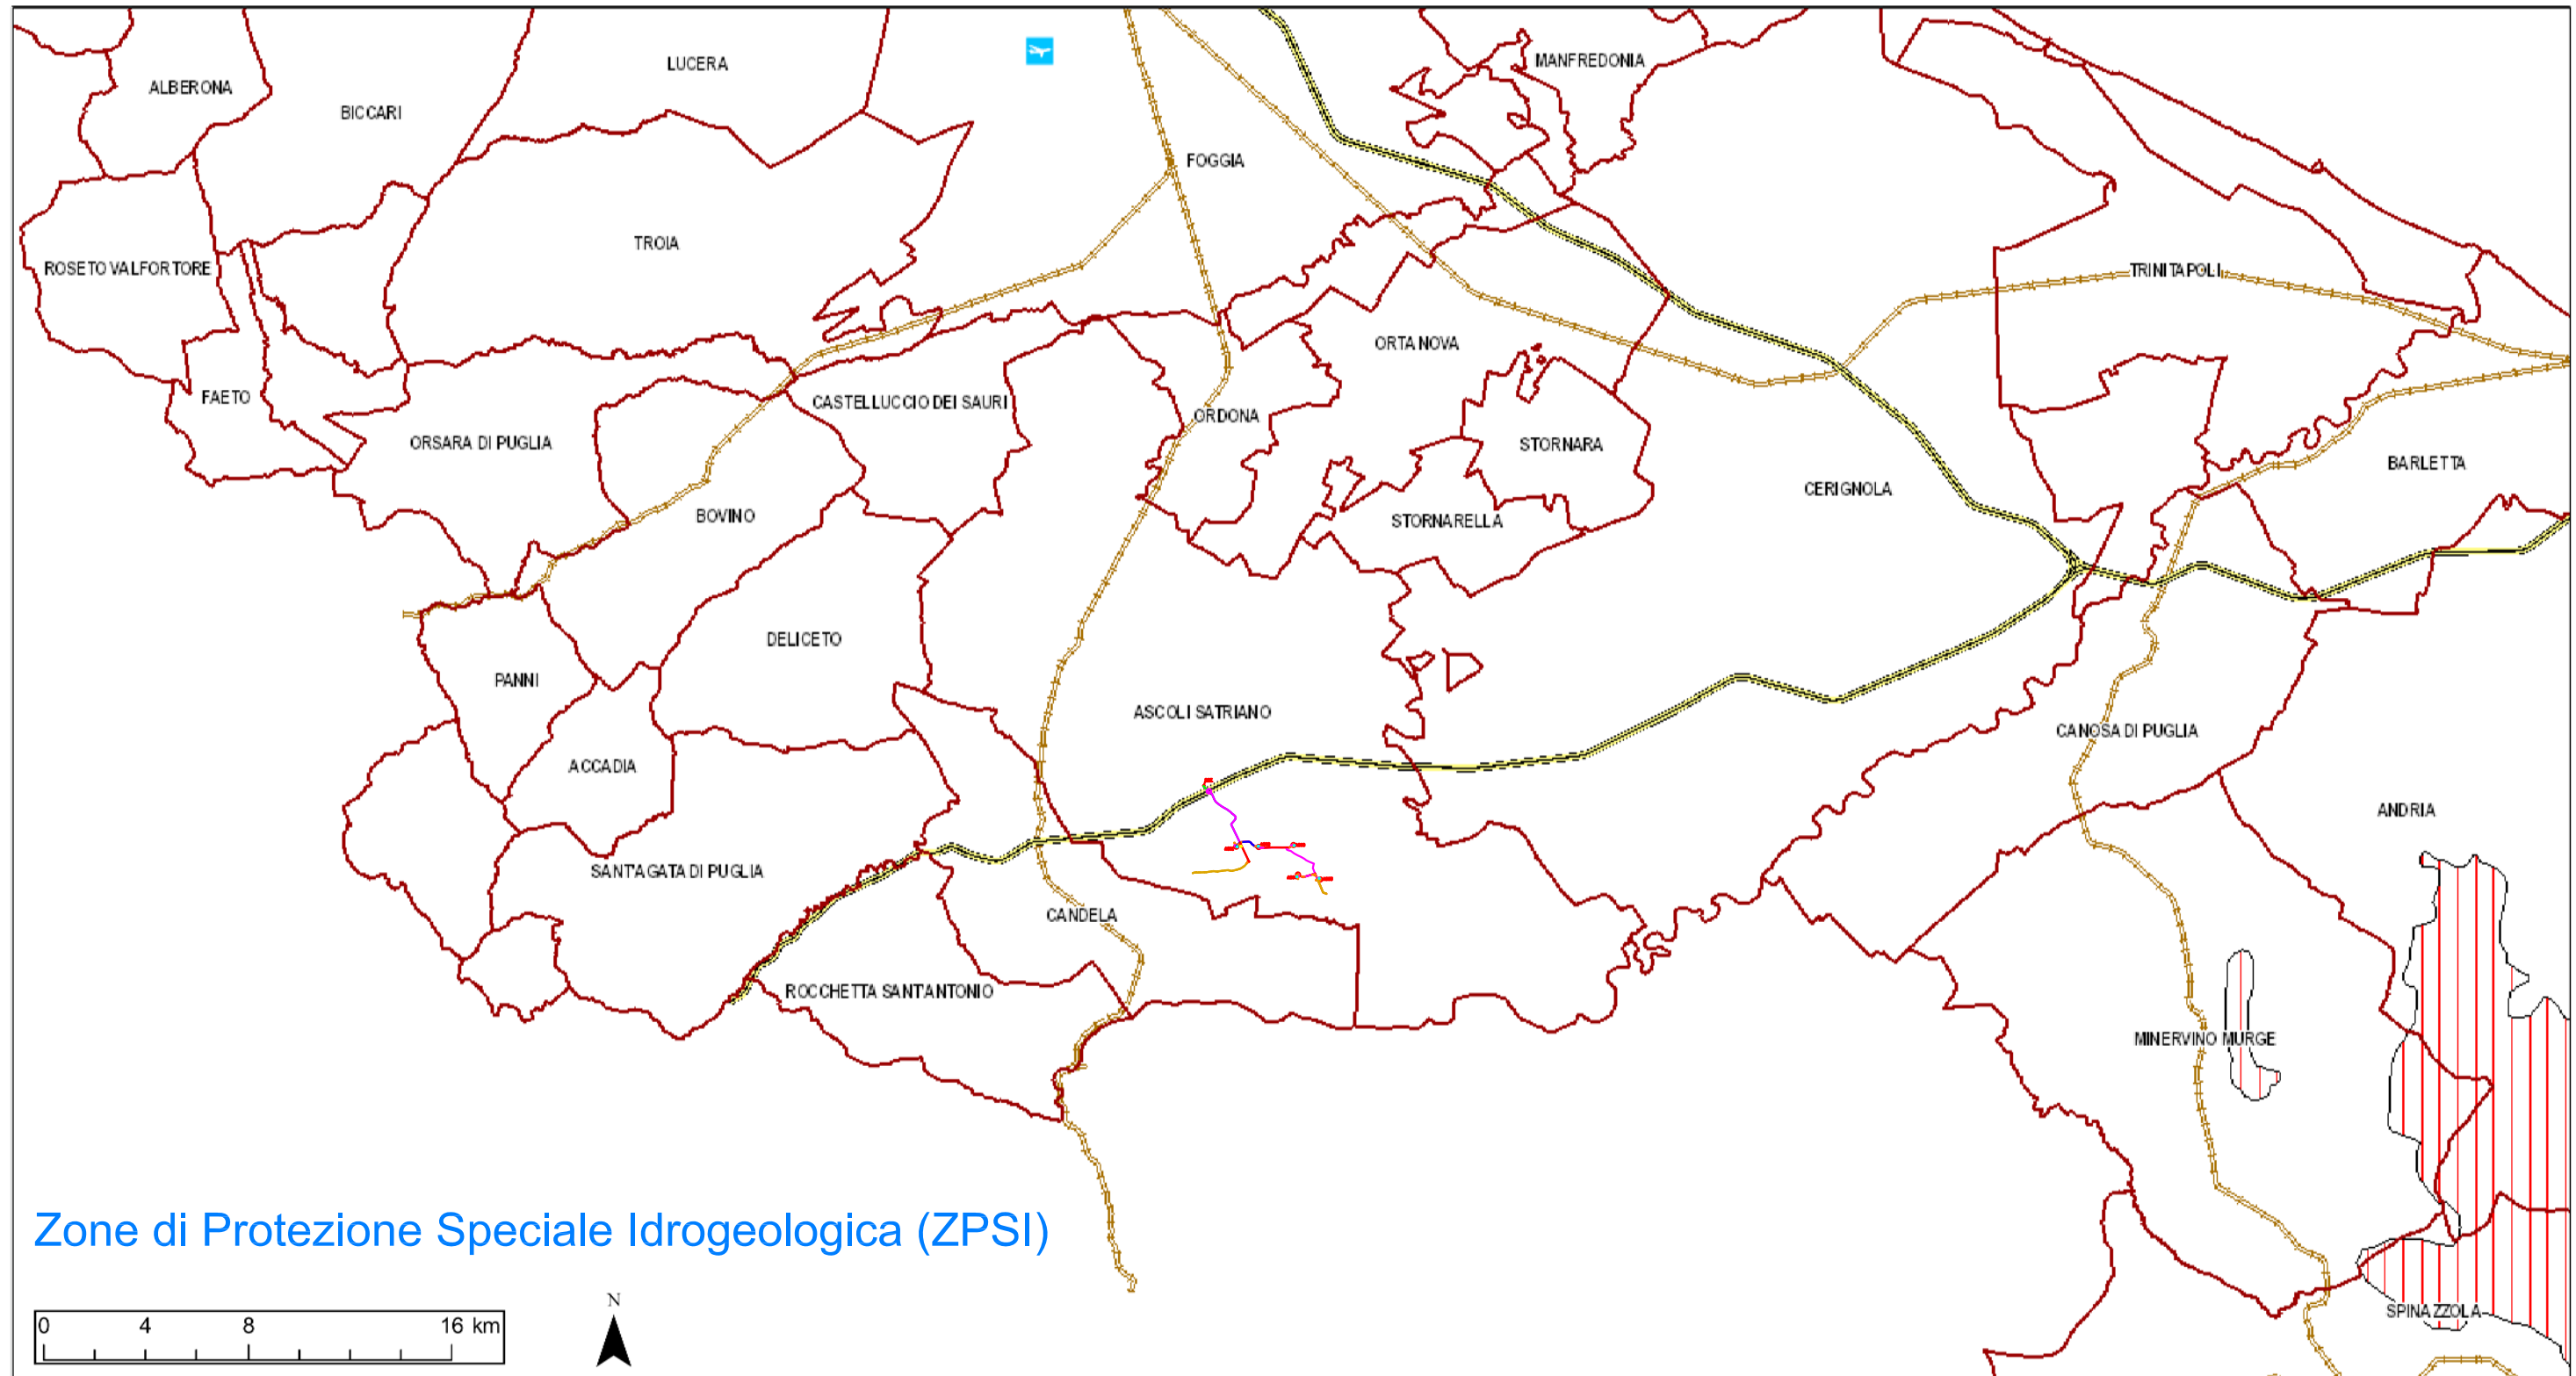 MANFREDONIA
LUCERA
ALBERONA
BICCARI
FOGGIA
TROIA
ROSETO VALFORTORE
TRINITAPOLI
ORTA NOVA
FAETO
CASTELLUCCIO DEI SAURI
ORDONA
ORSARA DI PUGLIA
STORNARA
BARLETTA
CERIGNOLA
BOVINO
STORNARELLA
DELICETO
PANNI
ASCOLI SATRIANO
CANOSA DI PUGLIA
ACCADIA
ANDRIA
SANT'AGATA DI PUGLIA
CANDELA
ROCCHETTA SANT'ANTONIO
MINERVINO MURGE
Zone di Protezione Speciale Idrogeologica (ZPSI)
SPINAZZOLA
N
0 4 8 16 km